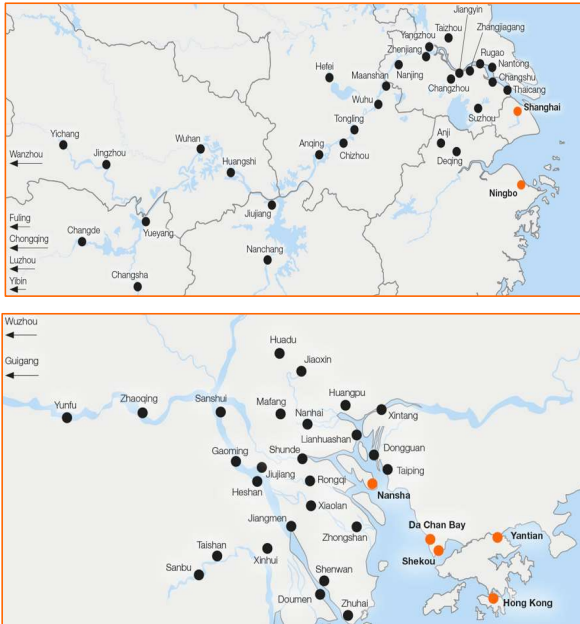 Jiangyin
Taizhou
Zhangjiagang
Yangzhou
Zhenjiang
Rugao
Nantong
Hefei
Maanshan
Nanjing
Changshu
Changzhou
Thaicang
Wuhu
Shanghai
Suzhou
Tongling
Yichang
Wuhan
Anji
Wanzhou
Jingzhou
Anqing
Chizhou
Deqing
Huangshi
Ningbo
Jiujiang
Fuling
Changde
Yueyang
Chongqing
Nanchang
Luzhou
Changsha
Yibin
Wuzhou
Huadu
Guigang
Jiaoxin
Huangpu
Zhaoqing
Sanshui
Mafang
Yunfu
Nanhai
Xintang
Lianhuashan
Gaoming
Shunde
Dongguan
Jiujiang
Taiping
Heshan
Rongqi
Nansha
Xiaolan
Jiangmen
Da Chan Bay
Yantian
Zhongshan
Taishan
Shekou
Sanbu
Xinhui
Shenwan
Doumen
Zhuhai
Hong Kong